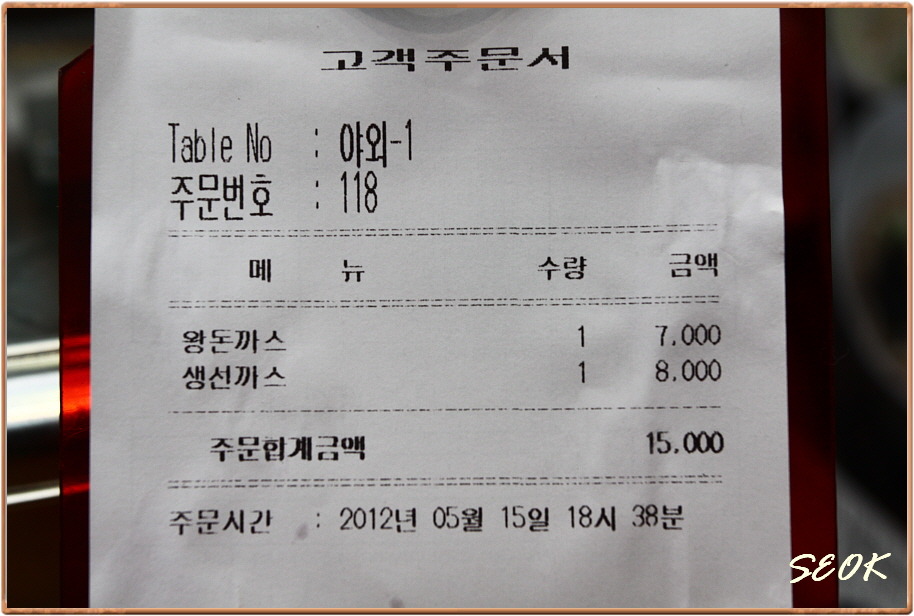 고객주문서
Table No : 야외-1
주문번호 : 118
메 뉴 수량 금액
왕돈까스 1 7,000
생선까스 1 8,000
주문합계금액 15,000
주문시간 : 2012년 05월 15일 18시 38분
SEOK